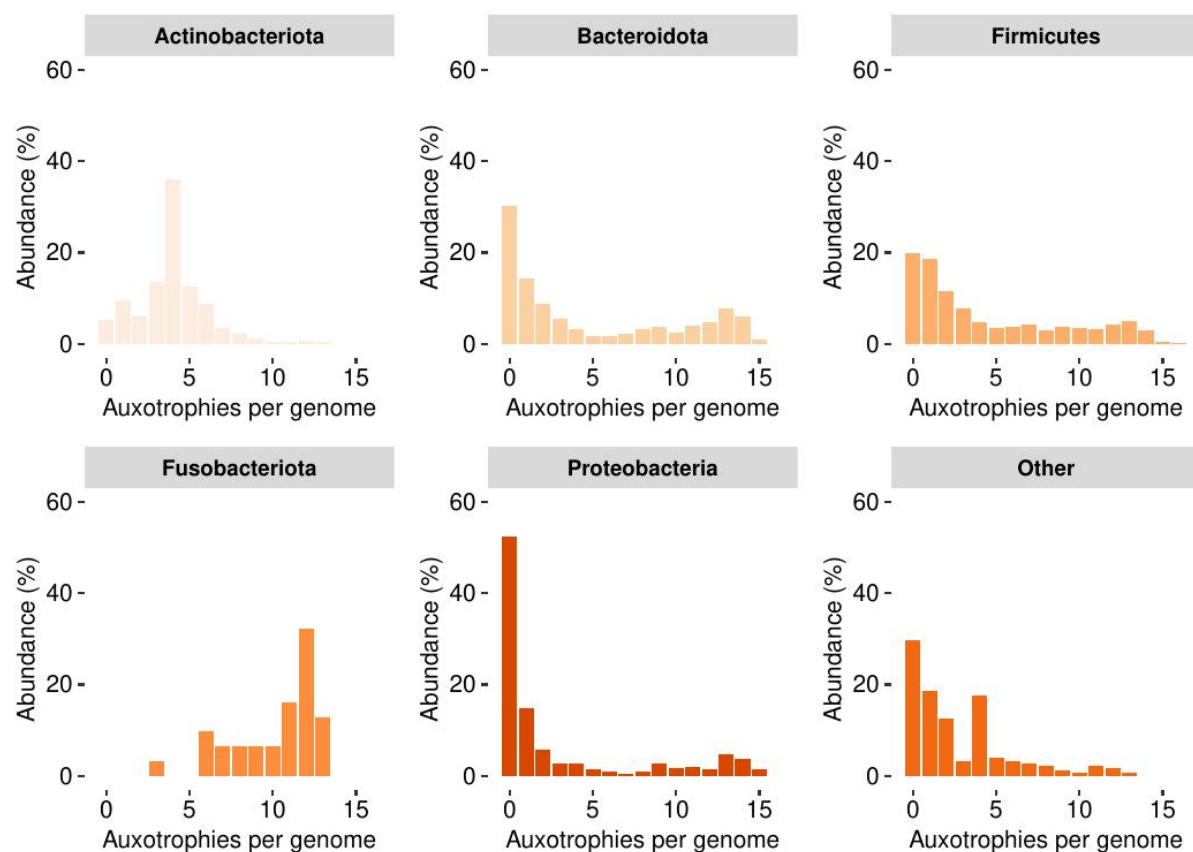 Actinobacteriota
Bacteroidota
Firmicutes
60
40
20
0
Abundance (%)
0 5 10 15
Auxotrophies per genome
60
40
20
0
Abundance (%)
0 5 10 15
Auxotrophies per genome
60
40
20
0
Abundance (%)
0 5 10 15
Auxotrophies per genome
Fusobacteriota
Proteobacteria
Other
60
40
20
0
Abundance (%)
0 5 10 15
Auxotrophies per genome
60
40
20
0
Abundance (%)
0 5 10 15
Auxotrophies per genome
60
40
20
0
Abundance (%)
0 5 10 15
Auxotrophies per genome